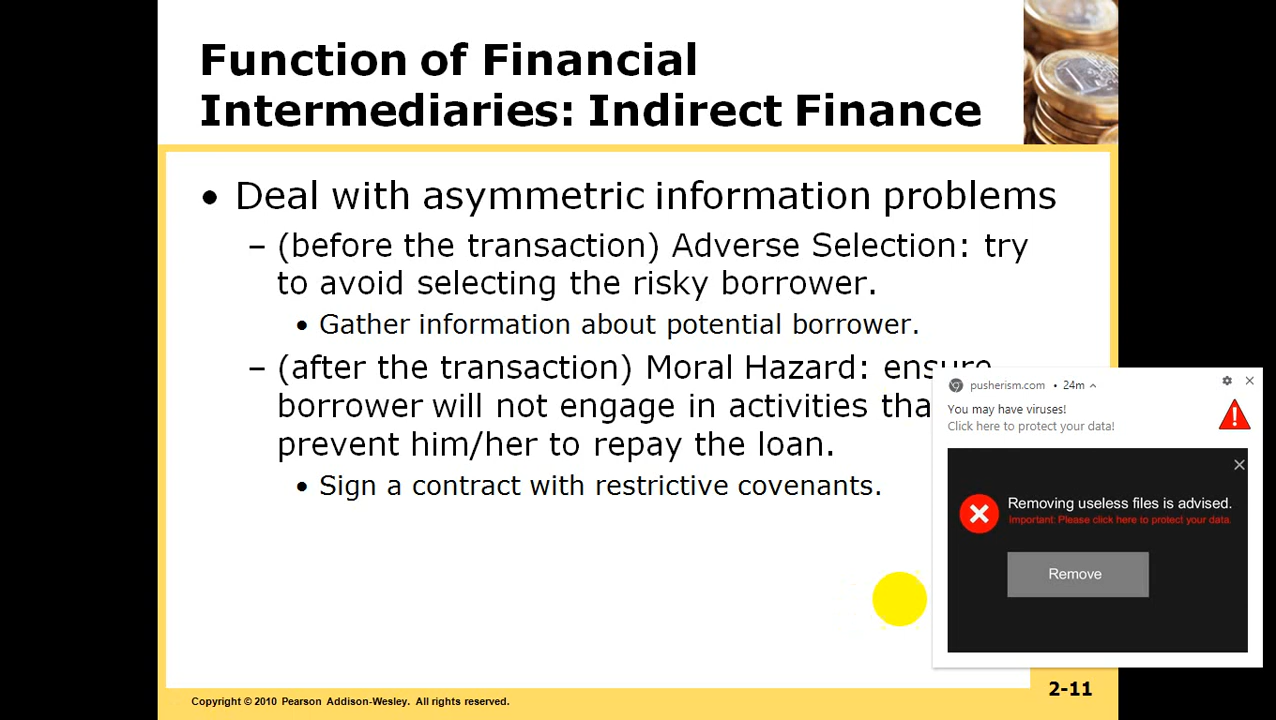 Function of Financial
Intermediaries: Indirect Finance
• Deal with asymmetric information problems
– (before the transaction) Adverse Selection: try
to avoid selecting the risky borrower.
• Gather information about potential borrower.
– (after the transaction) Moral Hazard: ensure
borrower will not engage in activities
prevent him/her to repay the loan.
• Sign a contract with restrictive covenants.
pusherism.com • 24m
You may have viruses!
Click here to protect your data!
Removing useless files is advised.
Important: Please click here to protect your data.
Remove
Copyright © 2010 Pearson Addison-Wesley. All rights reserved.
2-11